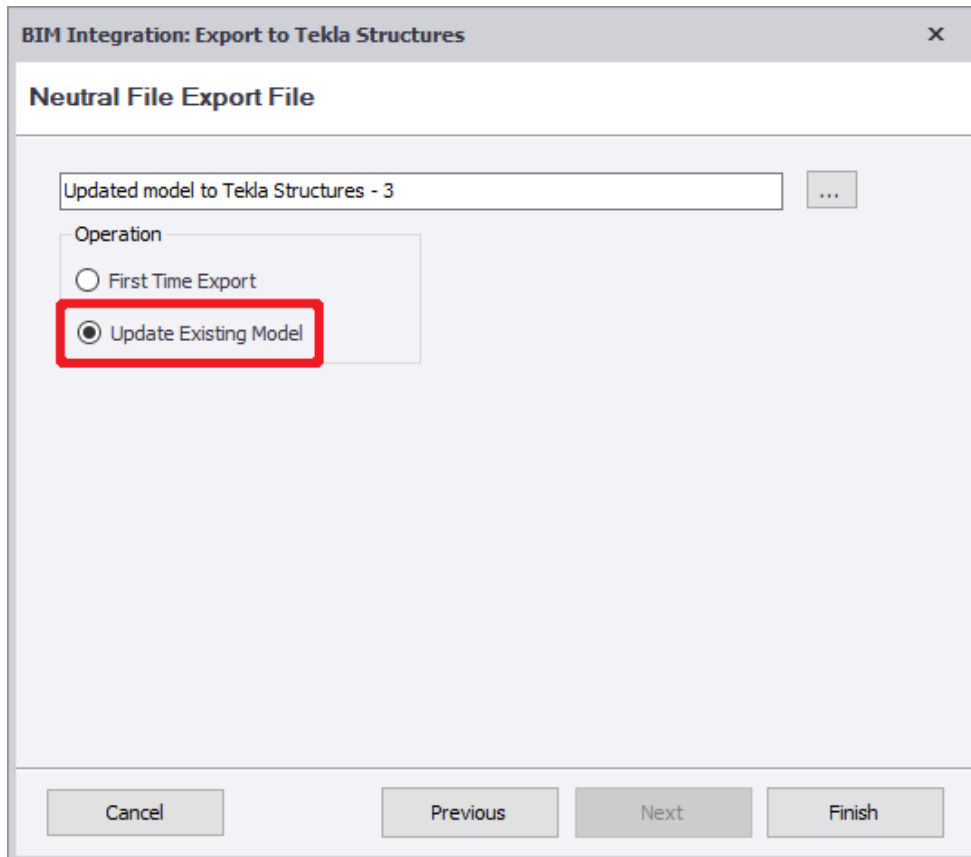 BIM Integration: Export to Tekla Structures
Neutral File Export File
Updated model to Tekla Structures - 3
...
Operation
First Time Export
Update Existing Model
Cancel Previous Next Finish